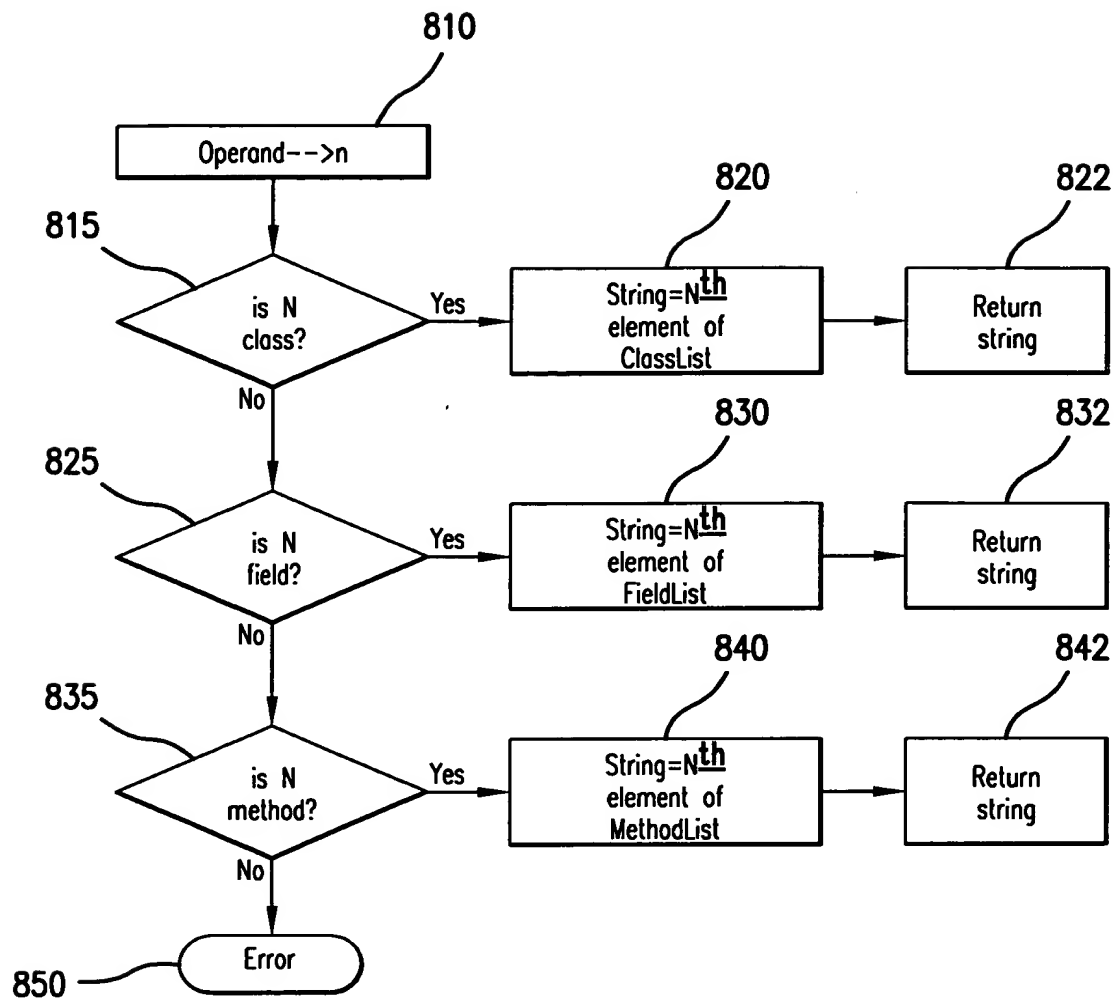 810
Operand-->n
815
820
822
is N
class?
Yes
String=Nth
element of
ClassList
Return
string
No
825
830
832
is N
field?
Yes
String=Nth
element of
FieldList
Return
string
No
835
840
842
is N
method?
Yes
String=Nth
element of
MethodList
Return
string
No
Error
850